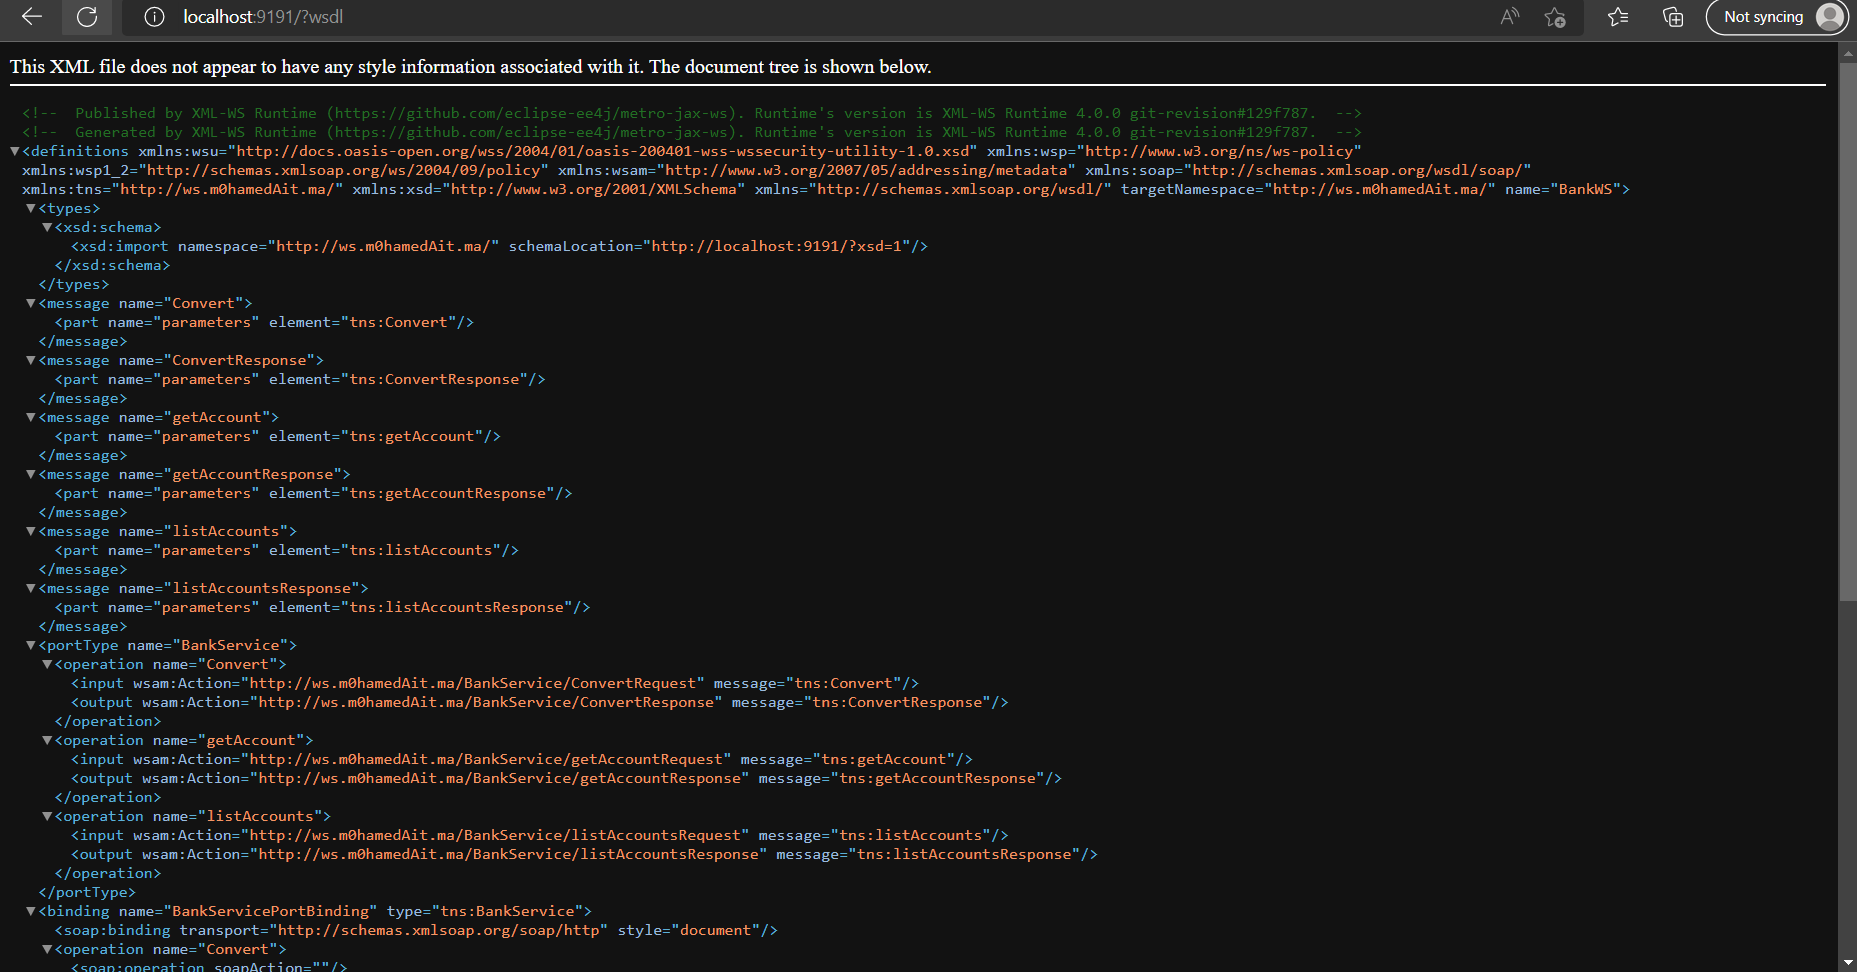 localhost:9191/?wsdl
Not syncing
This XML file does not appear to have any style information associated with it. The document tree is shown below.
<!-- Published by XML-WS Runtime (https://github.com/eclipse-ee4j/metro-jax-ws). Runtime's version is XML-WS Runtime 4.0.0 git-revision#129f787. -->
<!-- Generated by XML-WS Runtime (https://github.com/eclipse-ee4j/metro-jax-ws). Runtime's version is XML-WS Runtime 4.0.0 git-revision#129f787. -->
<definitions xmlns:wsu="http://docs.oasis-open.org/wss/2004/01/oasis-200401-wss-wssecurity-utility-1.0.xsd" xmlns:wsp="http://www.w3.org/ns/ws-policy"
xmlns:wsp1_2="http://schemas.xmlsoap.org/ws/2004/09/policy" xmlns:wsam="http://www.w3.org/2007/05/addressing/metadata" xmlns:soap="http://schemas.xmlsoap.org/wsdl/soap/"
xmlns:tns="http://ws.m0hamedAit.ma/" xmlns:xsd="http://www.w3.org/2001/XMLSchema" xmlns="http://schemas.xmlsoap.org/wsdl/" targetNamespace="http://ws.m0hamedAit.ma/" name="BankWS">
<types>
<xsd:schema>
<xsd:import namespace="http://ws.m0hamedAit.ma/" schemaLocation="http://localhost:9191/?xsd=1"/>
</xsd:schema>
</types>
<message name="Convert">
<part name="parameters" element="tns:Convert"/>
</message>
<message name="ConvertResponse">
<part name="parameters" element="tns:ConvertResponse"/>
</message>
<message name="getAccount">
<part name="parameters" element="tns:getAccount"/>
</message>
<message name="getAccountResponse">
<part name="parameters" element="tns:getAccountResponse"/>
</message>
<message name="listAccounts">
<part name="parameters" element="tns:listAccounts"/>
</message>
<message name="listAccountsResponse">
<part name="parameters" element="tns:listAccountsResponse"/>
</message>
<portType name="BankService">
<operation name="Convert">
<input wsam:Action="http://ws.m0hamedAit.ma/BankService/ConvertRequest" message="tns:Convert"/>
<output wsam:Action="http://ws.m0hamedAit.ma/BankService/ConvertResponse" message="tns:ConvertResponse"/>
</operation>
<operation name="getAccount">
<input wsam:Action="http://ws.m0hamedAit.ma/BankService/getAccountRequest" message="tns:getAccount"/>
<output wsam:Action="http://ws.m0hamedAit.ma/BankService/getAccountResponse" message="tns:getAccountResponse"/>
</operation>
<operation name="listAccounts">
<input wsam:Action="http://ws.m0hamedAit.ma/BankService/listAccountsRequest" message="tns:listAccounts"/>
<output wsam:Action="http://ws.m0hamedAit.ma/BankService/listAccountsResponse" message="tns:listAccountsResponse"/>
</operation>
</portType>
<binding name="BankServicePortBinding" type="tns:BankService">
<soap:binding transport="http://schemas.xmlsoap.org/soap/http" style="document"/>
<operation name="Convert">
<soap:operation soapAction=""/>